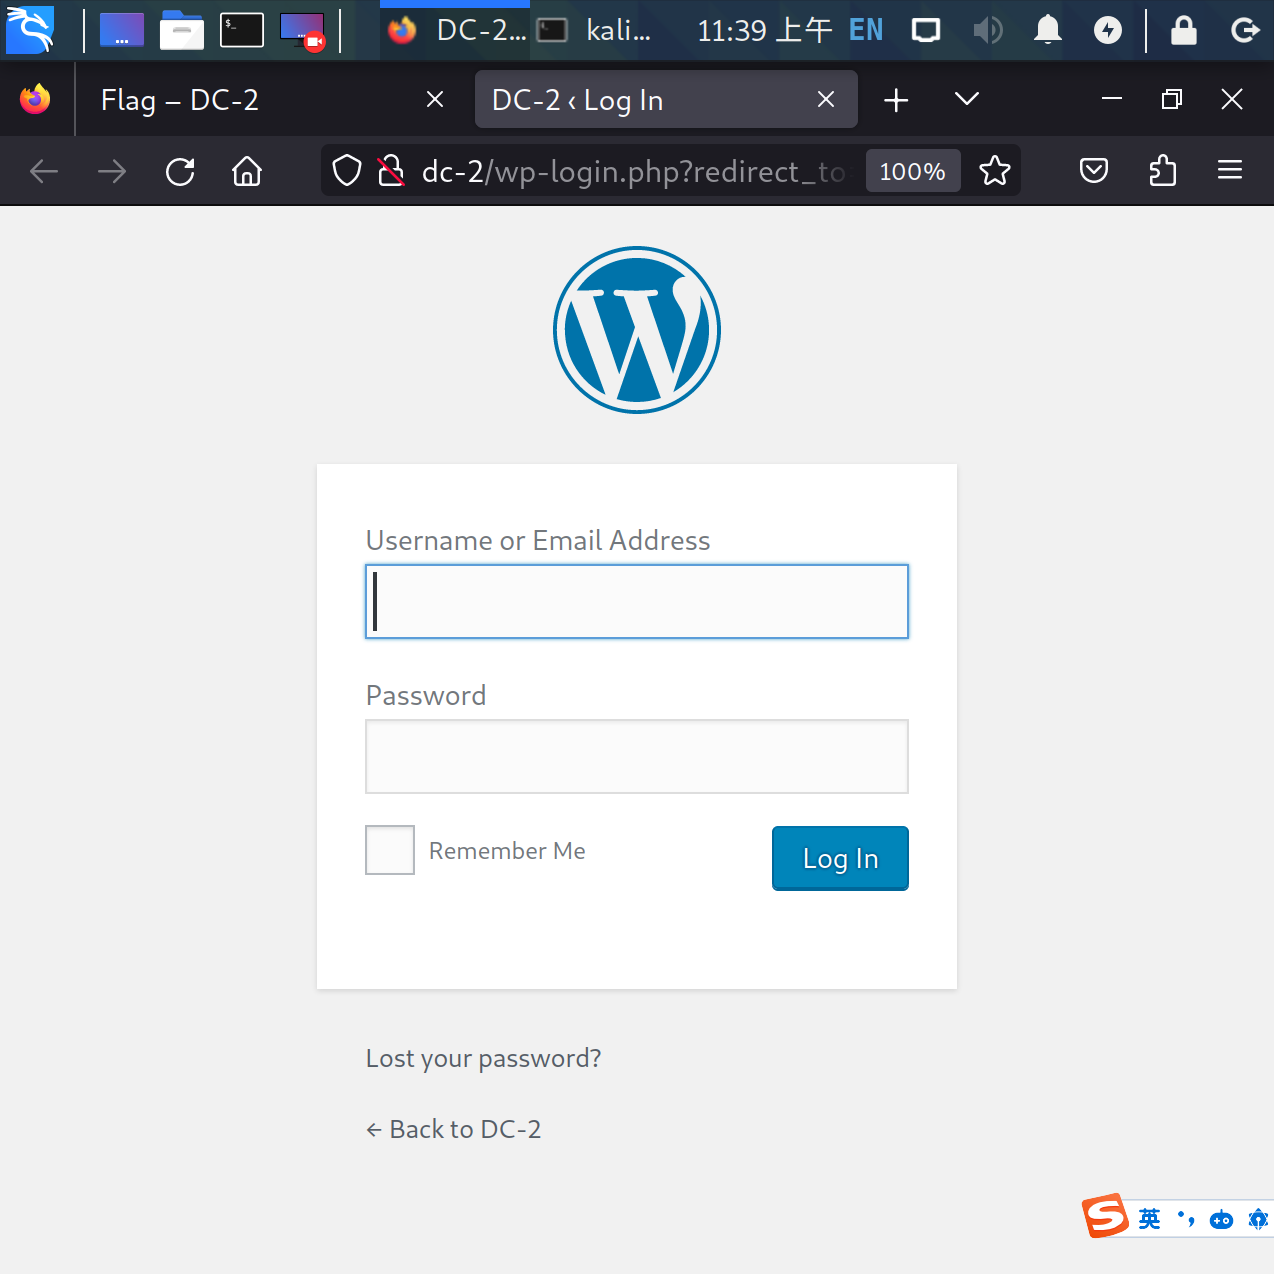 DC-2... kali... 11:39 上午 EN
Flag – DC-2
DC-2 ‹ Log In
dc-2/wp-login.php?redirect_to
100%
Username or Email Address
Password
Remember Me
Log In
Lost your password?
← Back to DC-2
英